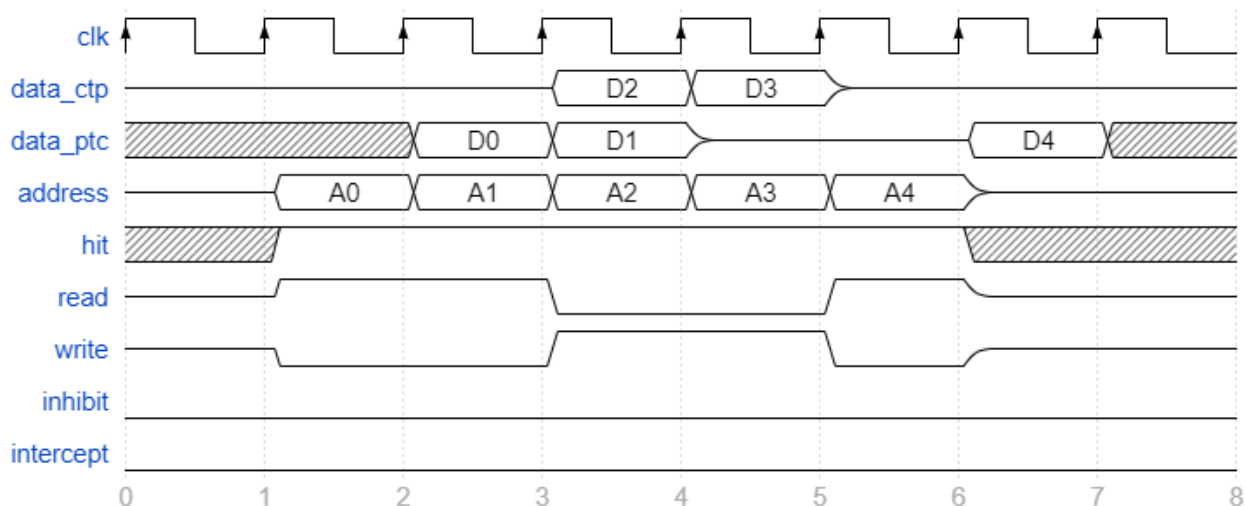 clk
data_ctp D2 D3
data_ptc D0 D1 D4
address A0 A1 A2 A3 A4
hit
read
write
inhibit
intercept
0 1 2 3 4 5 6 7 8